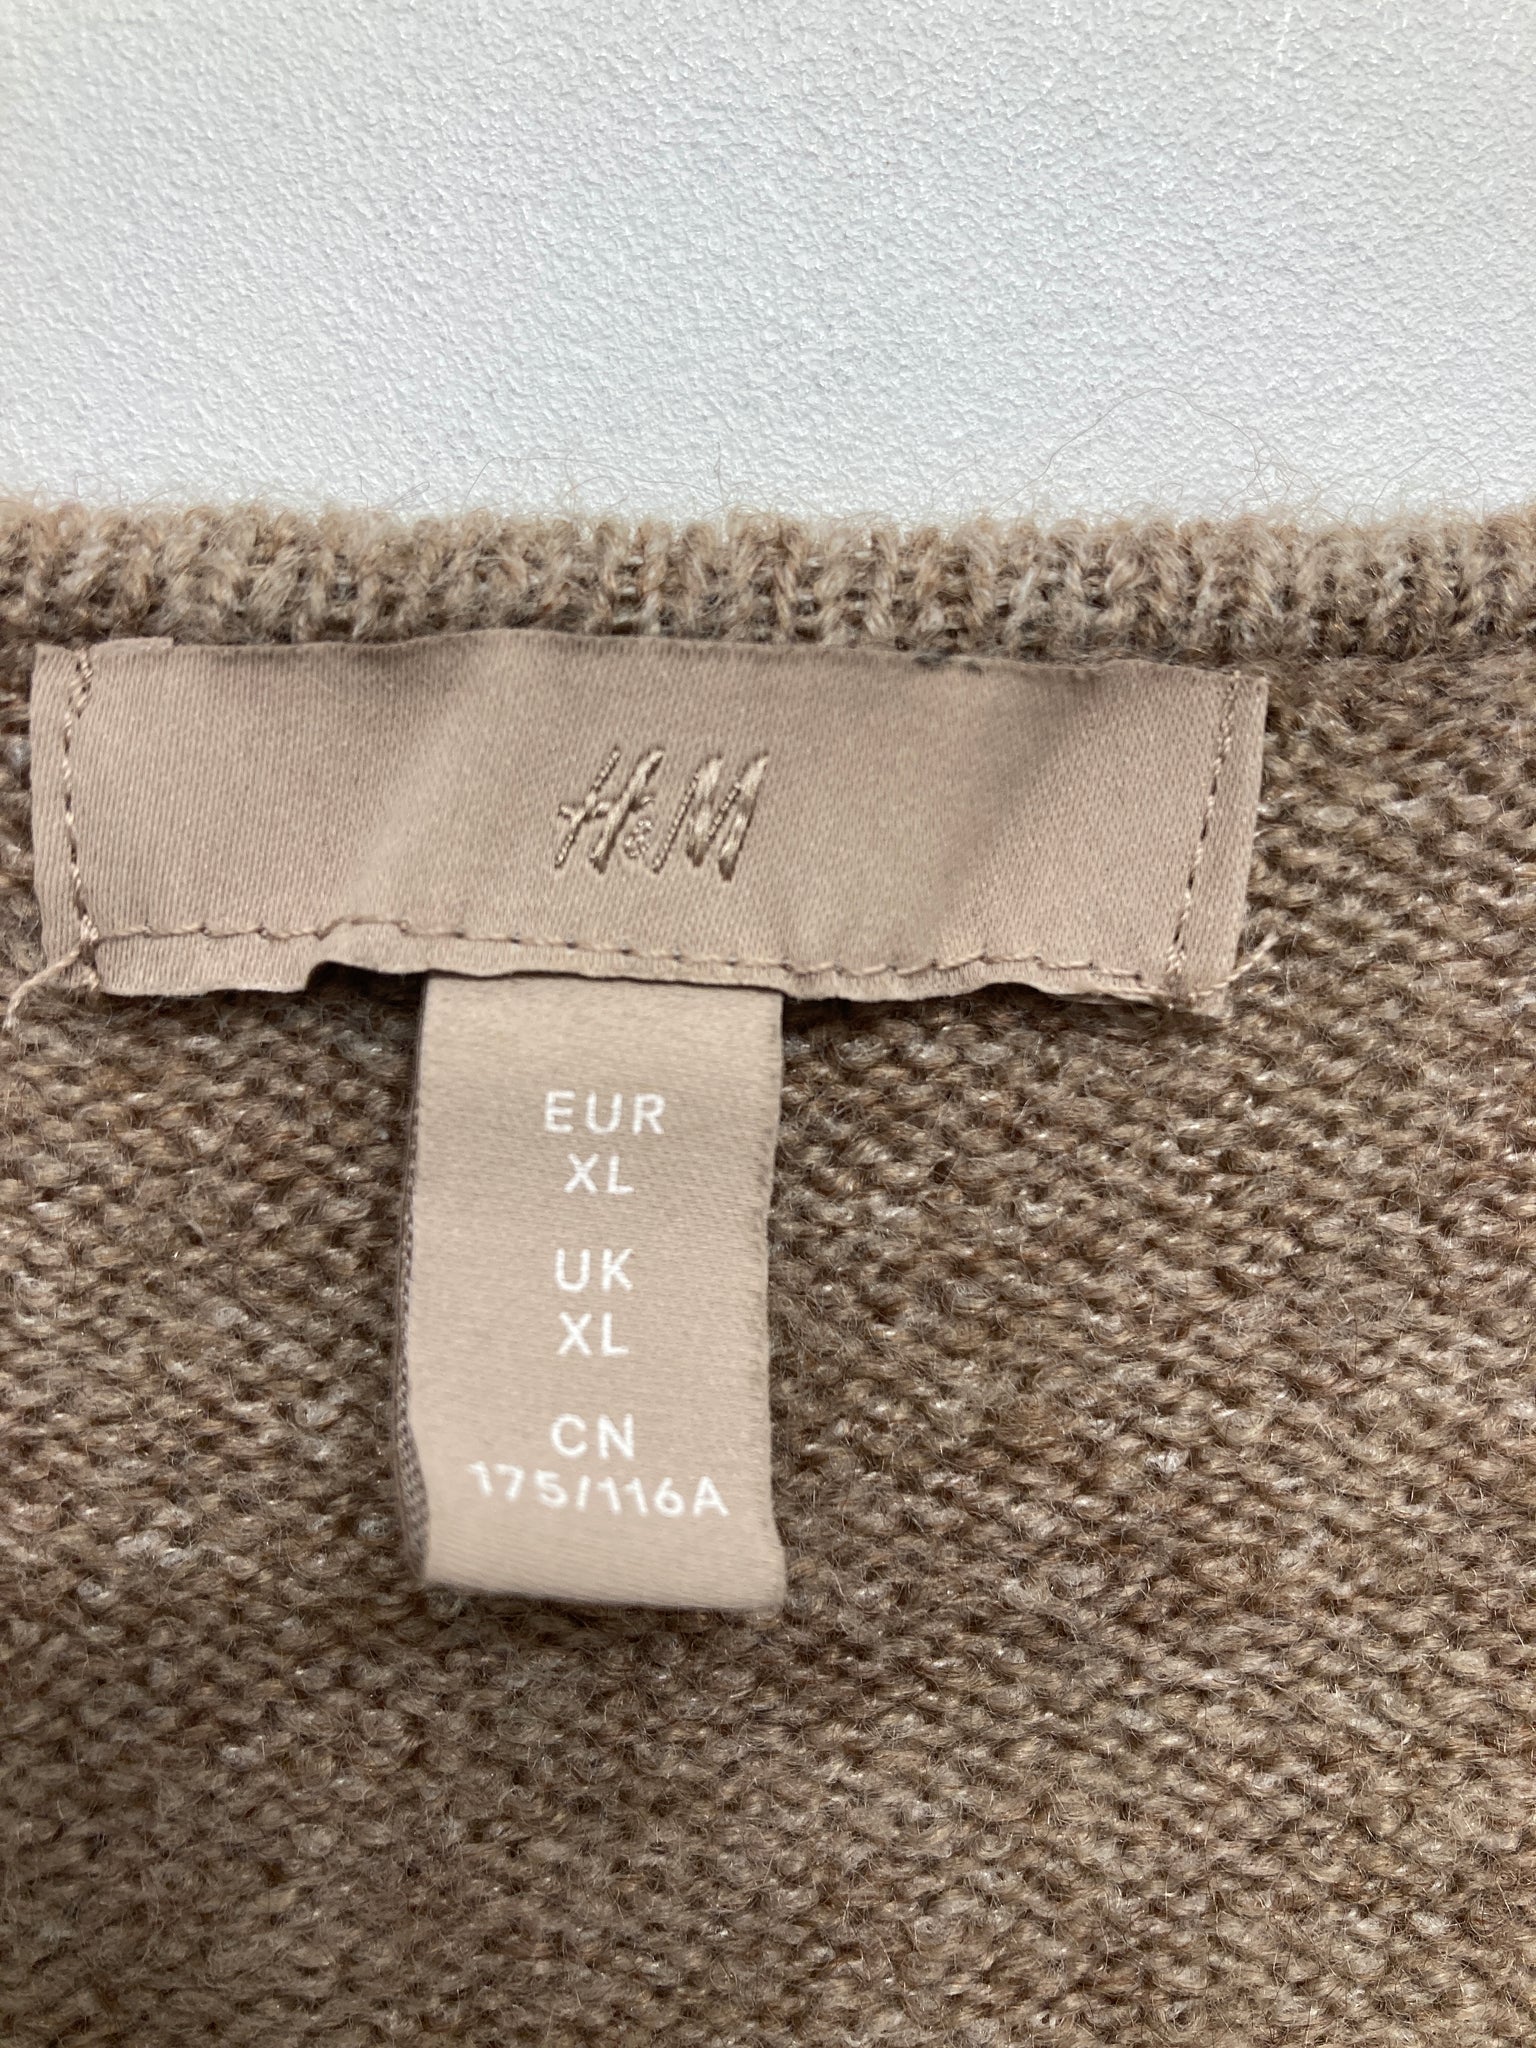 H&M
EUR
XL
UK
XL
CN
175/116A